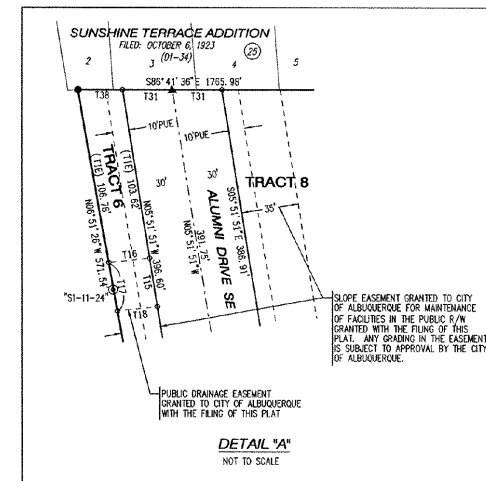 SUNSHINE TERRACE ADDITION
FILED: OCTOBER 6, 1923
(D1-34)
25
2
3
4
5
S86°41'36"E 1765.98'
T38
T31
T31
10'PUE
10'PUE
TRACT 6
(TIE) 106.76'
N06°51'26"W 571.54'
(TIE) 103.62'
N05°51'51"W 396.60'
30'
30'
391.75'
N05°51'51"W
ALUMNI DRIVE SE
S05°51'51"E 386.91'
TRACT 8
35'
T16
T15
T17
T18
"S1-11-24"
SLOPE EASEMENT GRANTED TO CITY
OF ALBUQUERQUE FOR MAINTENANCE
OF FACILITIES IN THE PUBLIC R/W
GRANTED WITH THE FILING OF THIS
PLAT. ANY GRADING IN THE EASEMENT
IS SUBJECT TO APPROVAL BY THE CITY
OF ALBUQUERQUE.
PUBLIC DRAINAGE EASEMENT
GRANTED TO CITY OF ALBUQUERQUE
WITH THE FILING OF THIS PLAT
DETAIL "A"
NOT TO SCALE